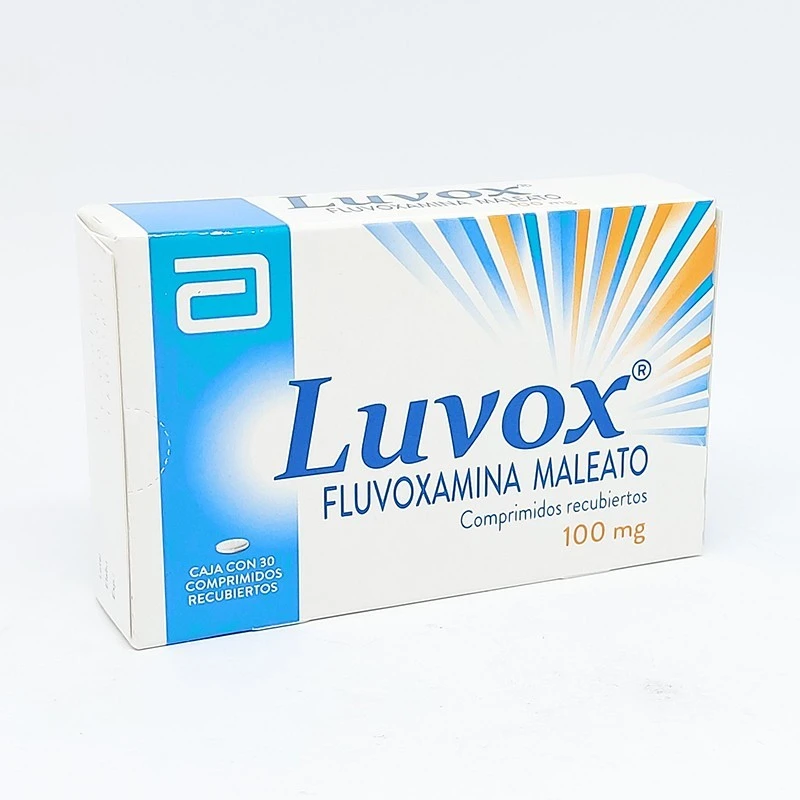 Luvox®
FLUVOXAMINA MALEATO
100 mg
Luvox®
FLUVOXAMINA MALEATO
Comprimidos recubiertos
100 mg
CAJA CON 30
COMPRIMIDOS
RECUBIERTOS